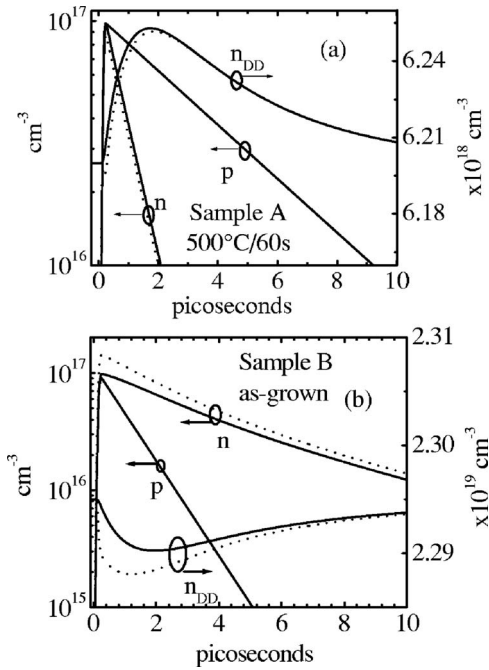 10^17
(a)
n_DD
6.24
cm^-3
p
6.21
x10^18 cm^-3
n
Sample A
500°C/60s
6.18
10^16
0 2 4 6 8 10
picoseconds
2.31
Sample B
as-grown
10^17
(b)
n
2.30
cm^-3
p
10^16
x10^19 cm^-3
2.29
n_DD
10^15
0 2 4 6 8 10
picoseconds